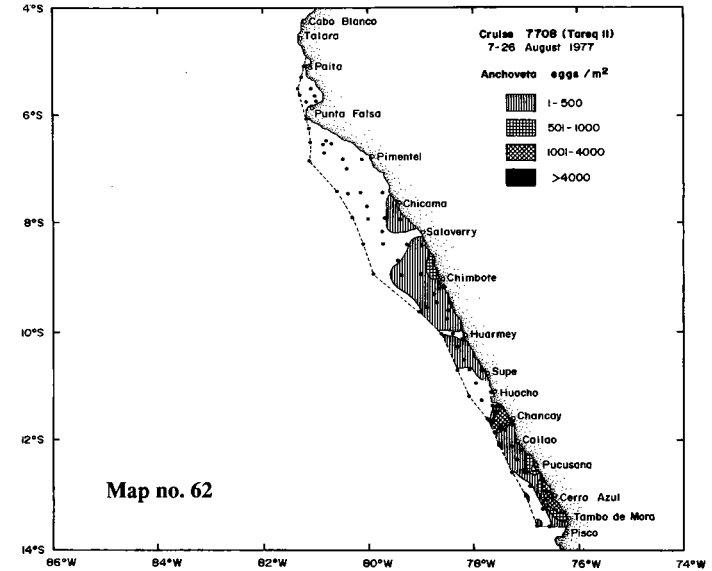 4°S
Cabo Blanco
Talara
Cruise 7708 (Tareq II)
7-26 August 1977
Paita
Anchoveta eggs /m²
1-500
6°S
Punta Falsa
501-1000
1001-4000
Pimentel
>4000
Chicama
8°S
Salaverry
Chimbote
10°S
Huarmey
Supe
Huacho
Chancay
12°S
Callao
Pucusana
Map no. 62
Cerro Azul
Tambo de Mora
Pisco
14°S
86°W 84°W 82°W 80°W 78°W 76°W 74°W